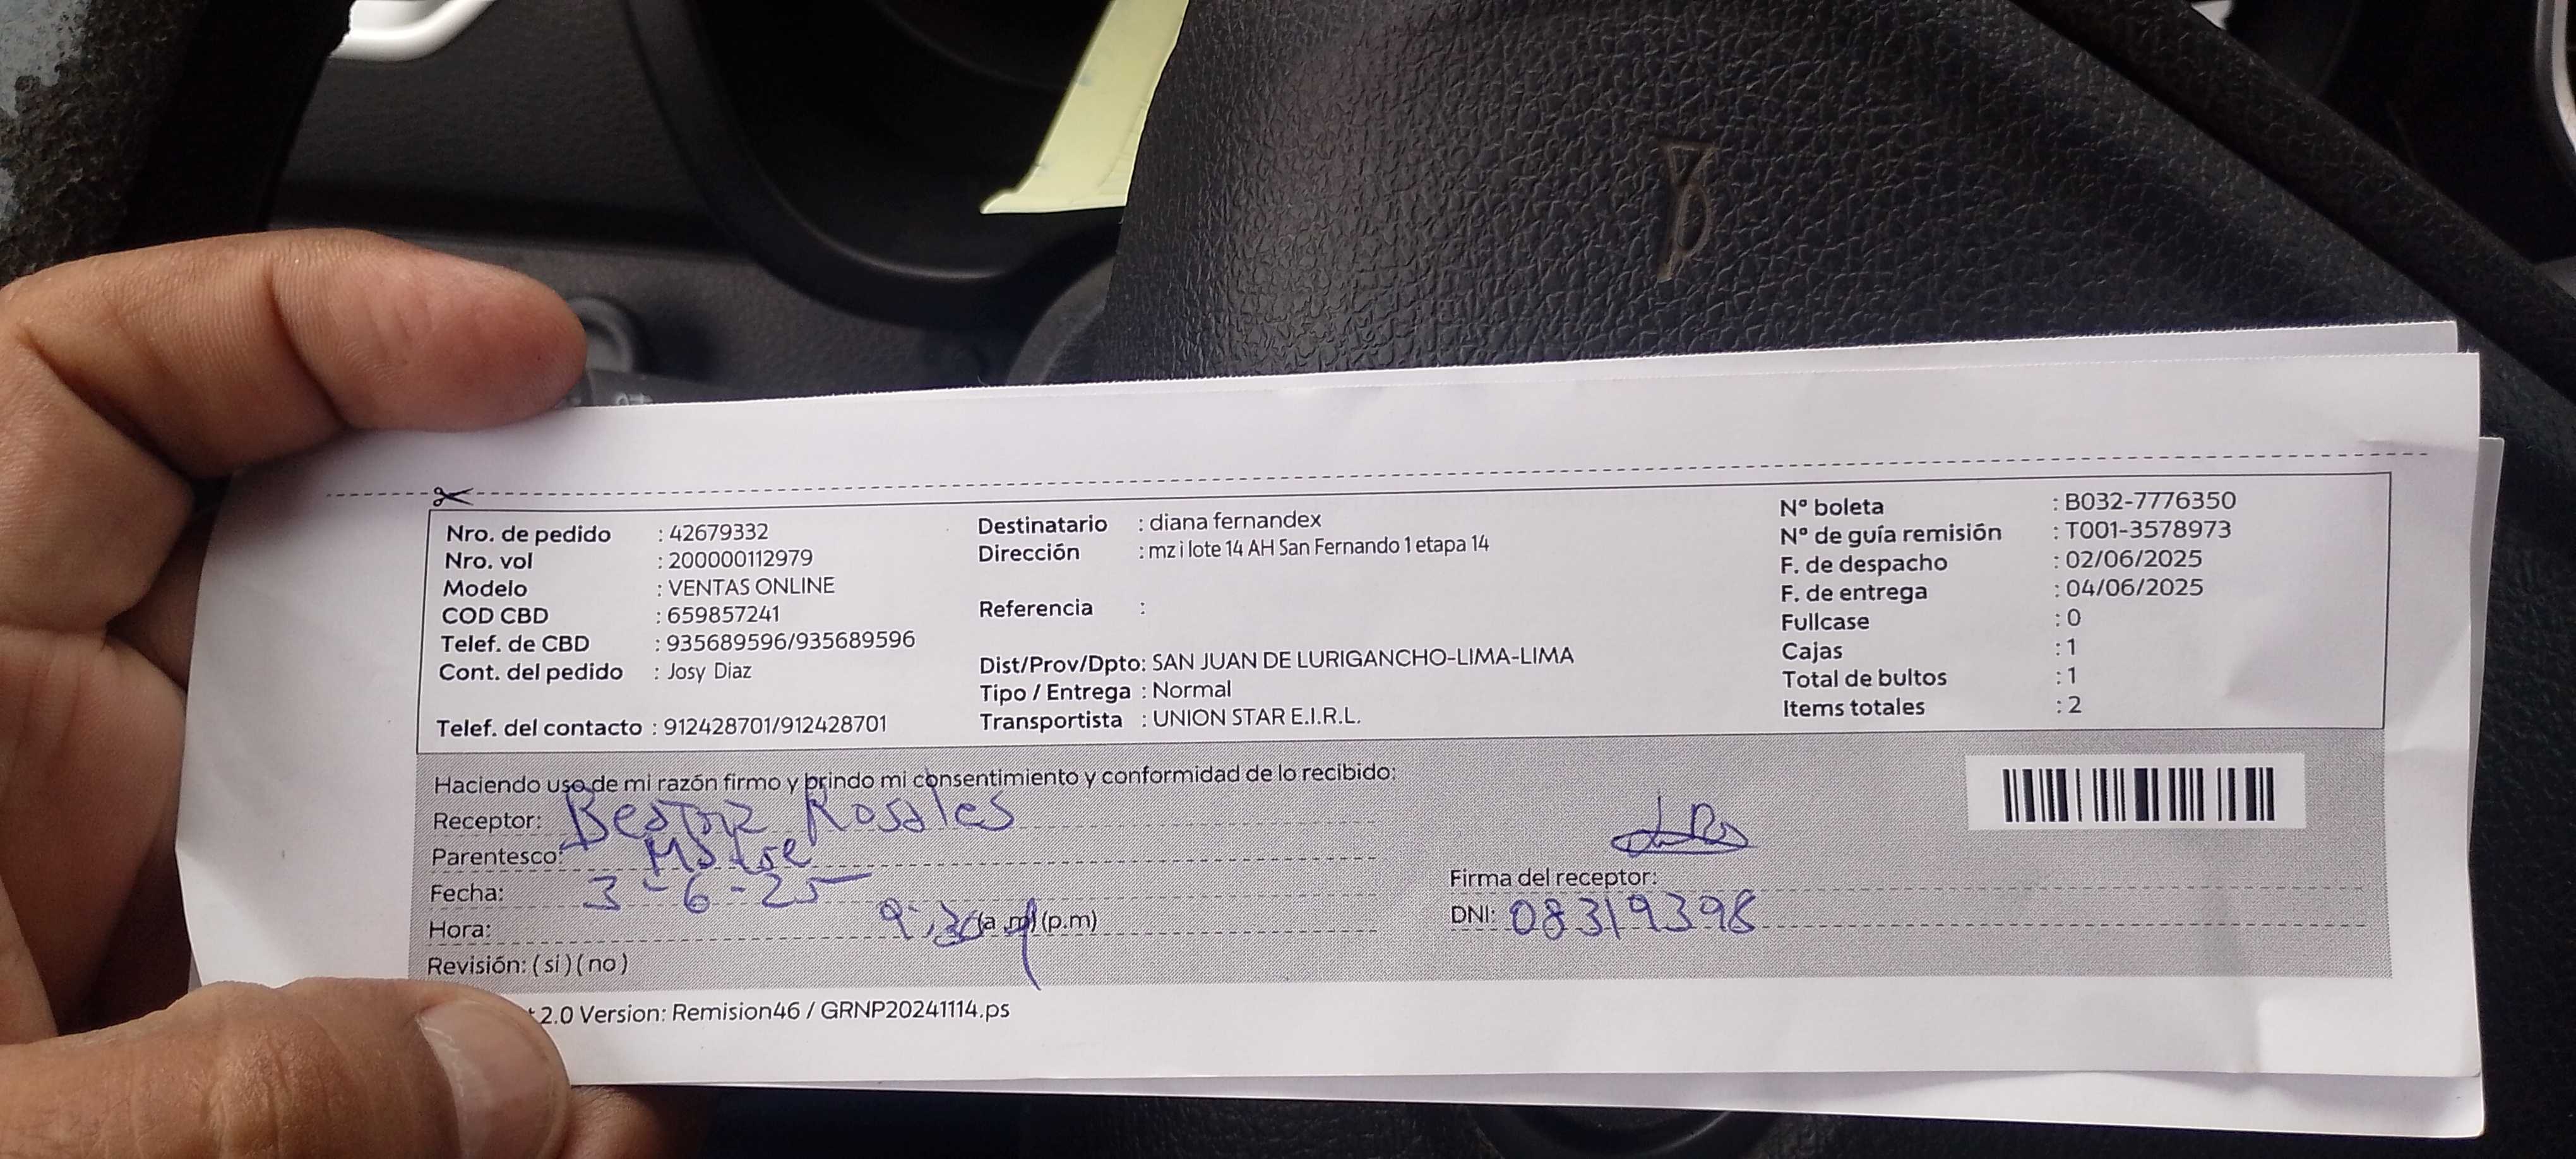 Nro. de pedido : 42679332
Nro. vol : 200000112979
Modelo : VENTAS ONLINE
COD CBD : 659857241
Telef. de CBD : 935689596/935689596
Cont. del pedido : Josy Diaz
Telef. del contacto : 912428701/912428701
Destinatario : diana fernandex
Dirección : mz i lote 14 AH San Fernando 1 etapa 14
Referencia :
Dist/Prov/Dpto: SAN JUAN DE LURIGANCHO-LIMA-LIMA
Tipo / Entrega : Normal
Transportista : UNION STAR E.I.R.L.
Nª boleta : B032-7776350
Nª de guía remisión : T001-3578973
F. de despacho : 02/06/2025
F. de entrega : 04/06/2025
Fullcase : 0
Cajas : 1
Total de bultos : 1
Items totales : 2
Haciendo uso de mi razón firmo y brindo mi consentimiento y conformidad de lo recibido:
Receptor: Rosales
Parentesco:
Fecha: 3-6-25
Hora: 9:30 (a.m) (p.m)
Revisión: (si) (no)
Firma del receptor:
DNI: 08319398
2.0 Version: Remision46 / GRNP20241114.ps